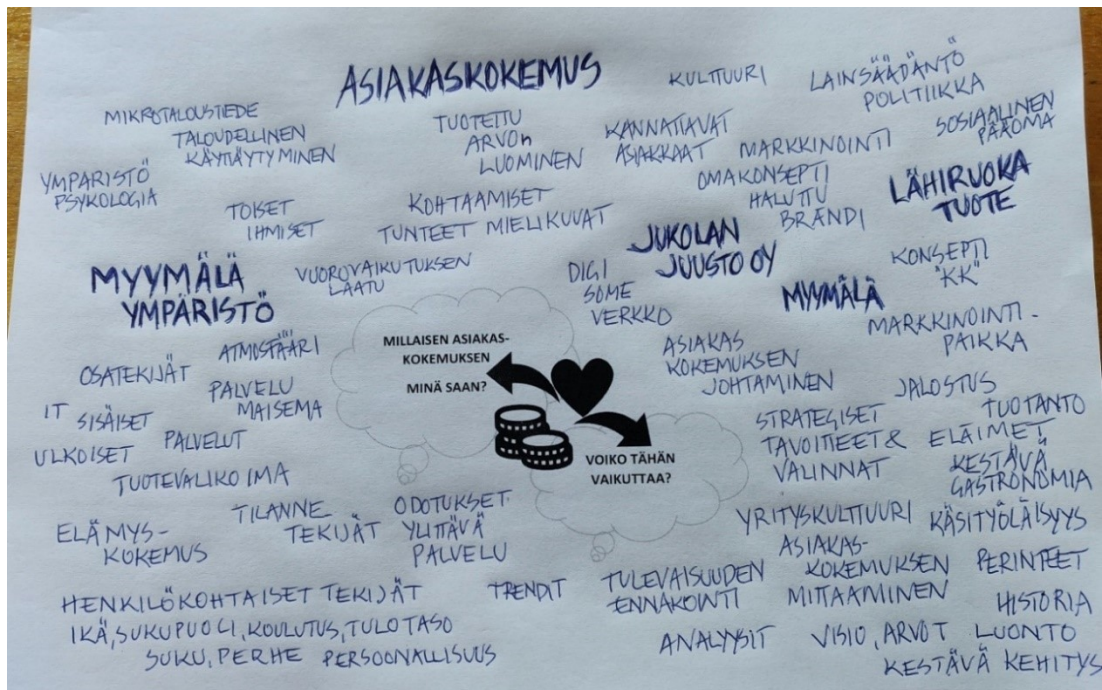 ASIAKASKOKEMUS
KULTTUURI
LAINSÄÄDÄNTÖ
POLITIIKKA
MIKROTALOUSTIEDE
TALOUDELLINEN
KÄYTTÄYTYMINEN
TUOTETTU
ARVOn
LUOMINEN
KANNATTAVAT
ASIAKKAAT
MARKKINOINTI
SOSIAALINEN
PÄÄOMA
YMPÄRISTÖ
PSYKOLOGIA
TOISET
IHMISET
KOHTAAMISET
TUNTEET MIELIKUVAT
OMAKONSEPTI
HALUTTU
BRÄNDI
LÄHIRUOKA
TUOTE
MYYMÄLÄ
YMPÄRISTÖ
VUOROVAIKUTUKSEN
LAATU
JUKOLAN
JUUSTO OY
DIGI
SOME
VERKKO
MYYMÄLÄ
KONSEPTI
"KK"
MARKKINOINTI-
PAIKKA
ATMOSTÄÄRI
OSATEKIJÄT
PALVELU
MAISEMA
IT
SISÄISET
ULKOISET
PALVELUT
TUOTEVALIKOIMA
MILLAISEN ASIAKAS-
KOKEMUKSEN
MINÄ SAAN?
VOIKO TÄHÄN
VAIKUTTAA?
ASIAKAS
KOKEMUKSEN
JOHTAMINEN
JALOSTUS
TUOTANTO
STRATEGISET
TAVOITTEET &
VALINNAT
ELÄIMET
KESTÄVÄ
GASTRONOMIA
ELÄMYS-
KOKEMUS
TILANNE
TEKIJÄT
ODOTUKSET
YLITTÄVÄ
PALVELU
YRITYSKULTTUURI
KÄSITYÖLÄISYYS
ASIAKAS-
KOKEMUKSEN
MITTAAMINEN
PERINTEET
HISTORIA
HENKILÖKOHTAISET TEKIJÄT
IKÄ, SUKUPUOLI, KOULUTUS, TULOTASO
SUKU, PERHE PERSOONALLISUUS
TRENDIT
TULEVAISUUDEN
ENNAKOINTI
ANALYYSIT
VISIO, ARVOT
LUONTO
KESTÄVÄ KEHITYS